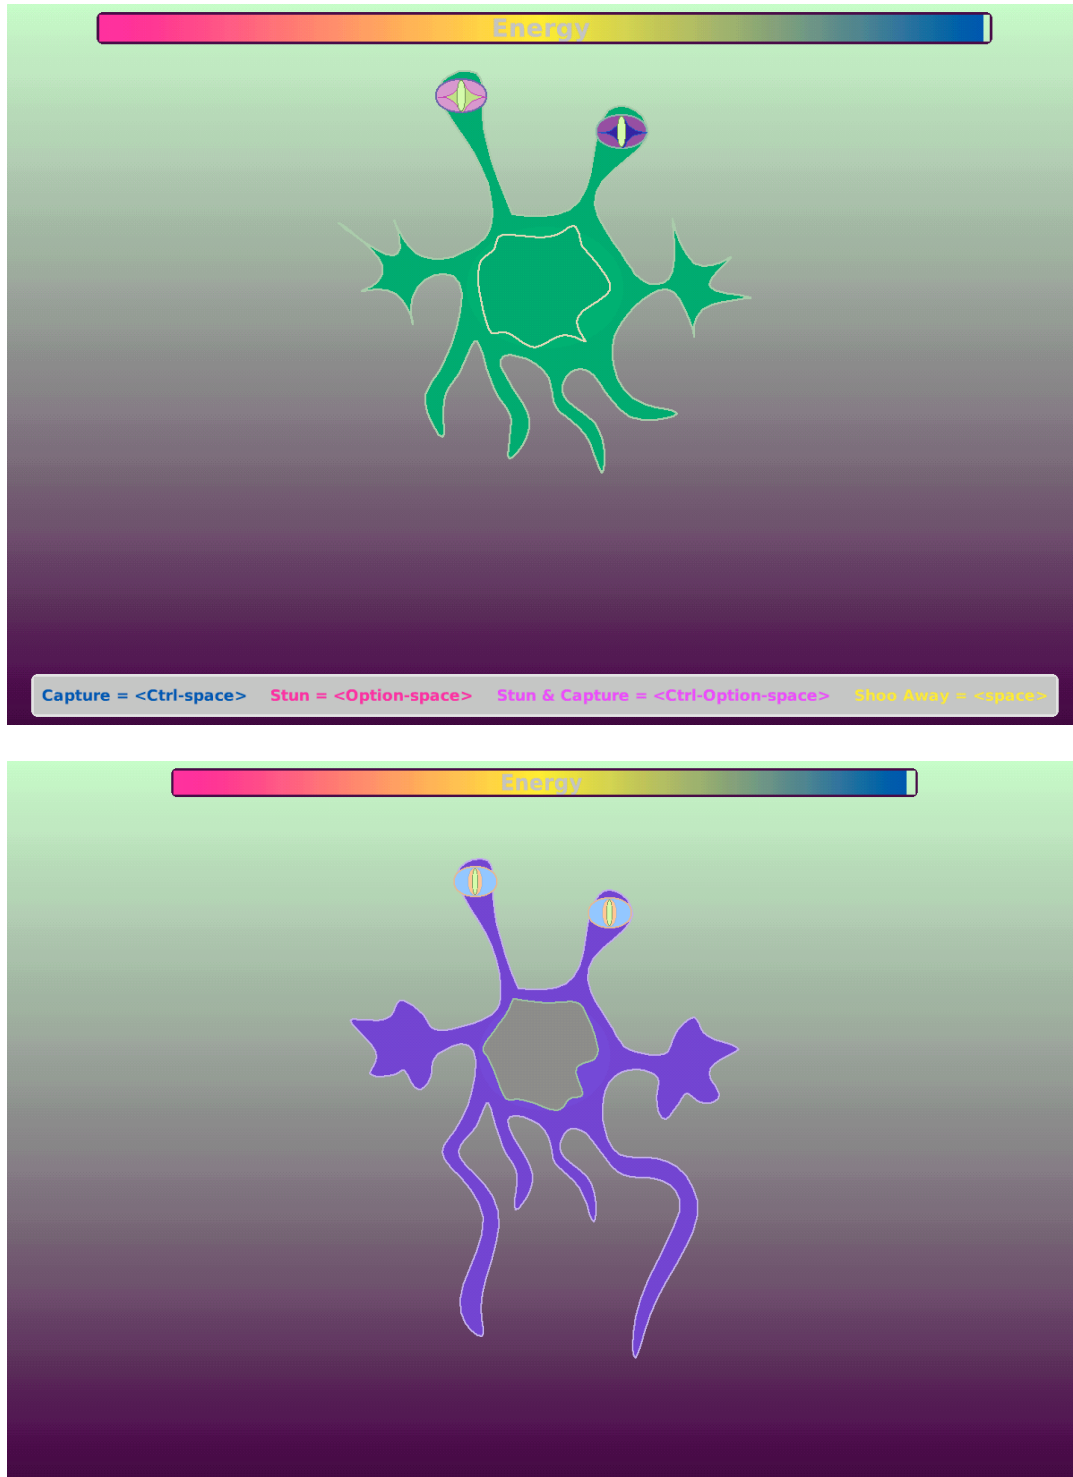 Energy
Capture = <Ctrl-space> Stun = <Option-space> Stun & Capture = <Ctrl-Option-space> Shoo Away = <space>
Energy